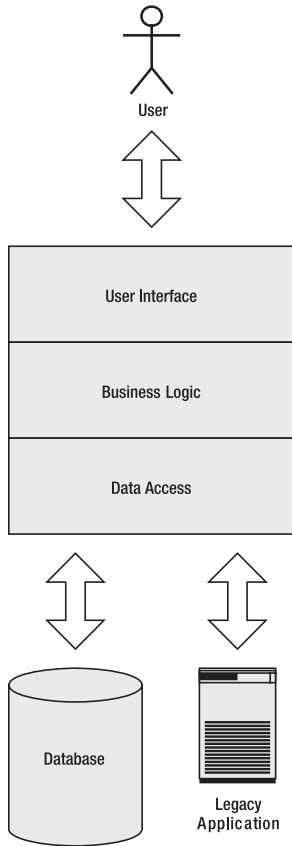 User
User Interface
Business Logic
Data Access
Database
Legacy
Application